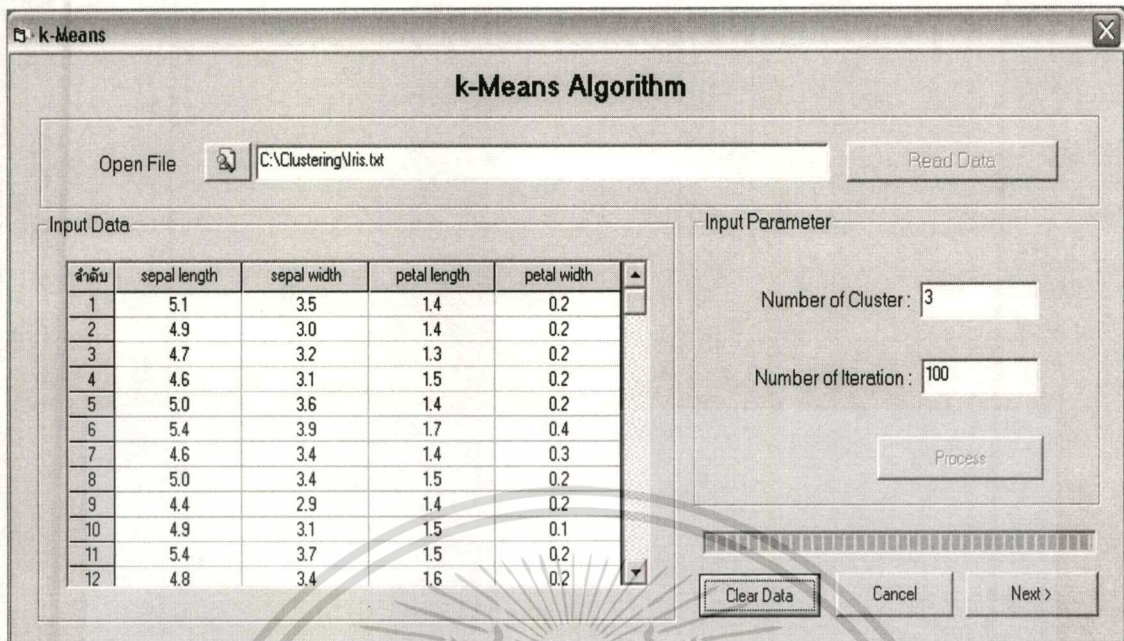 k-Means
k-Means Algorithm
Open File C:\Clustering\Iris.txt Read Data
Input Data
ลำดับ sepal length sepal width petal length petal width
1 5.1 3.5 1.4 0.2
2 4.9 3.0 1.4 0.2
3 4.7 3.2 1.3 0.2
4 4.6 3.1 1.5 0.2
5 5.0 3.6 1.4 0.2
6 5.4 3.9 1.7 0.4
7 4.6 3.4 1.4 0.3
8 5.0 3.4 1.5 0.2
9 4.4 2.9 1.4 0.2
10 4.9 3.1 1.5 0.1
11 5.4 3.7 1.5 0.2
12 4.8 3.4 1.6 0.2
Input Parameter
Number of Cluster : 3
Number of Iteration : 100
Process
Clear Data Cancel Next >